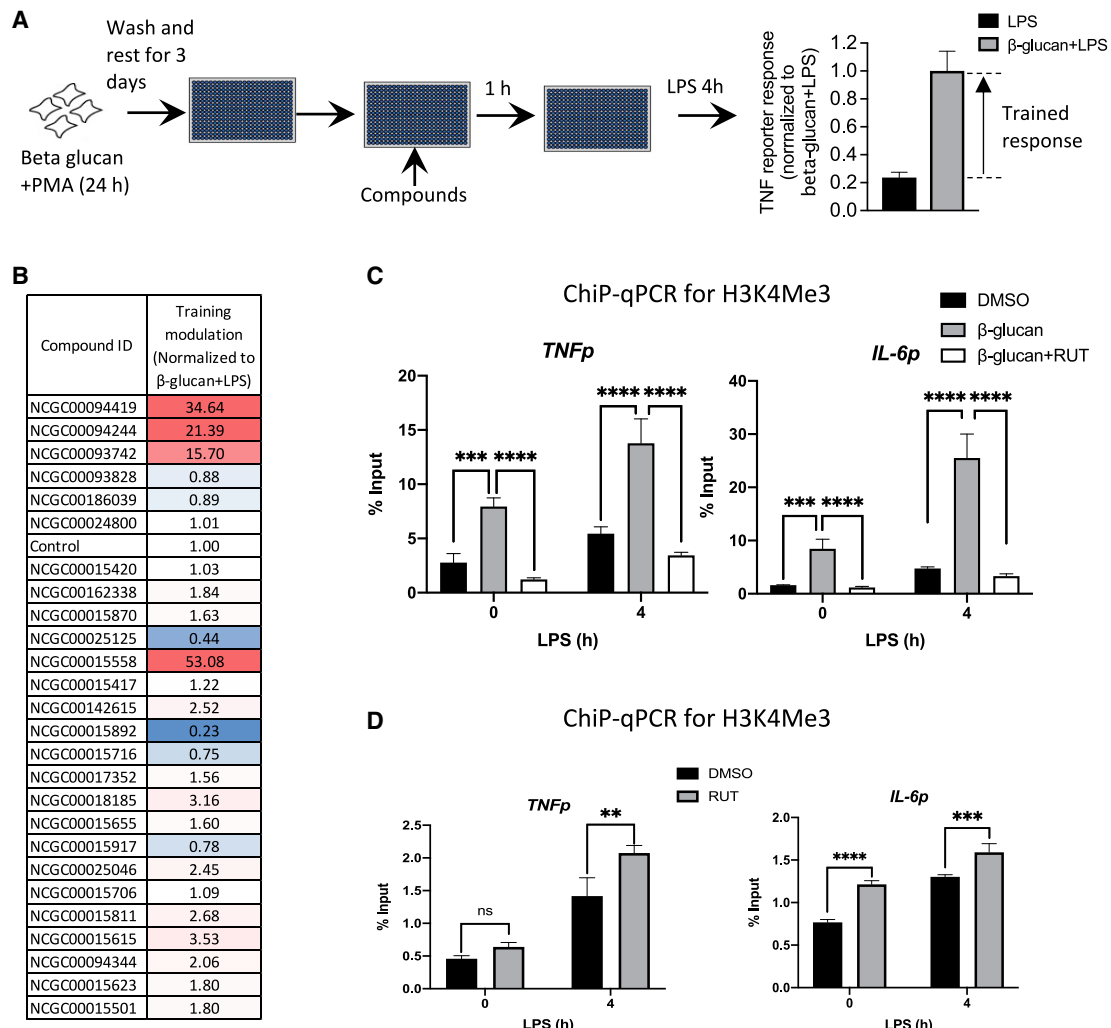 A
Wash and
rest for 3
days
Beta glucan
+PMA (24 h)
Compounds
1 h
LPS 4h
TNF reporter response
(normalized to
beta-glucan+LPS)
1.2
1.0
0.8
0.6
0.4
0.2
0.0
LPS
β-glucan+LPS
Trained
response
B
Compound ID
Training
modulation
(Normalized to
β-glucan+LPS)
NCGC00094419 34.64
NCGC00094244 21.39
NCGC00093742 15.70
NCGC00093828 0.88
NCGC00186039 0.89
NCGC00024800 1.01
Control 1.00
NCGC00015420 1.03
NCGC00162338 1.84
NCGC00015870 1.63
NCGC00025125 0.44
NCGC00015558 53.08
NCGC00015417 1.22
NCGC00142615 2.52
NCGC00015892 0.23
NCGC00015716 0.75
NCGC00017352 1.56
NCGC00018185 3.16
NCGC00015655 1.60
NCGC00015917 0.78
NCGC00025046 2.45
NCGC00015706 1.09
NCGC00015811 2.68
NCGC00015615 3.53
NCGC00094344 2.06
NCGC00015623 1.80
NCGC00015501 1.80
C
ChiP-qPCR for H3K4Me3
DMSO
β-glucan
β-glucan+RUT
TNFp
% Input
20
15
10
5
0
*** ****
**** ****
0 4
LPS (h)
IL-6p
% Input
40
30
20
10
0
*** ****
**** ****
0 4
LPS (h)
D
ChiP-qPCR for H3K4Me3
DMSO
RUT
TNFp
% Input
2.5
2.0
1.5
1.0
0.5
0.0
ns
**
0 4
LPS (h)
IL-6p
% Input
2.0
1.5
1.0
0.5
0.0
****
***
0 4
LPS (h)